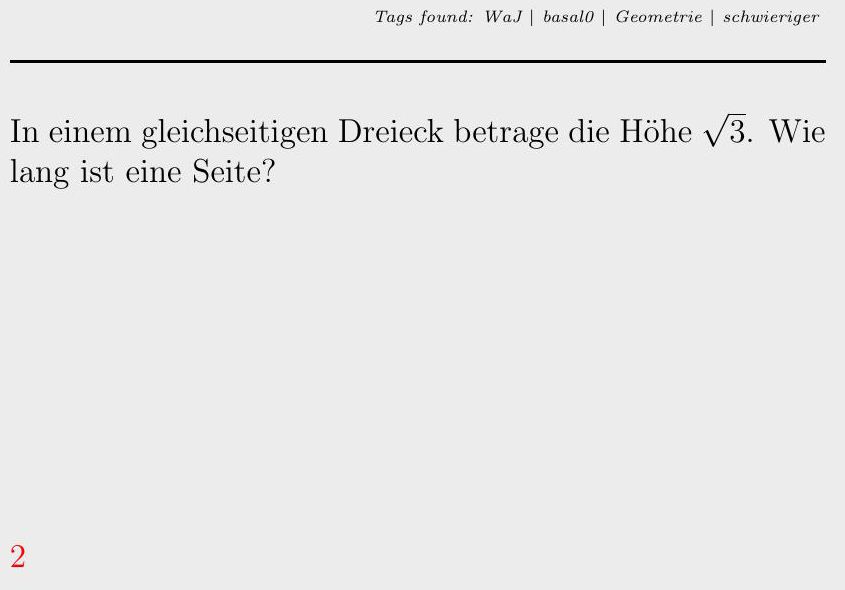 Tags found: WaJ | basal0 | Geometrie | schwieriger
In einem gleichseitigen Dreieck betrage die Höhe √3. Wie
lang ist eine Seite?
2